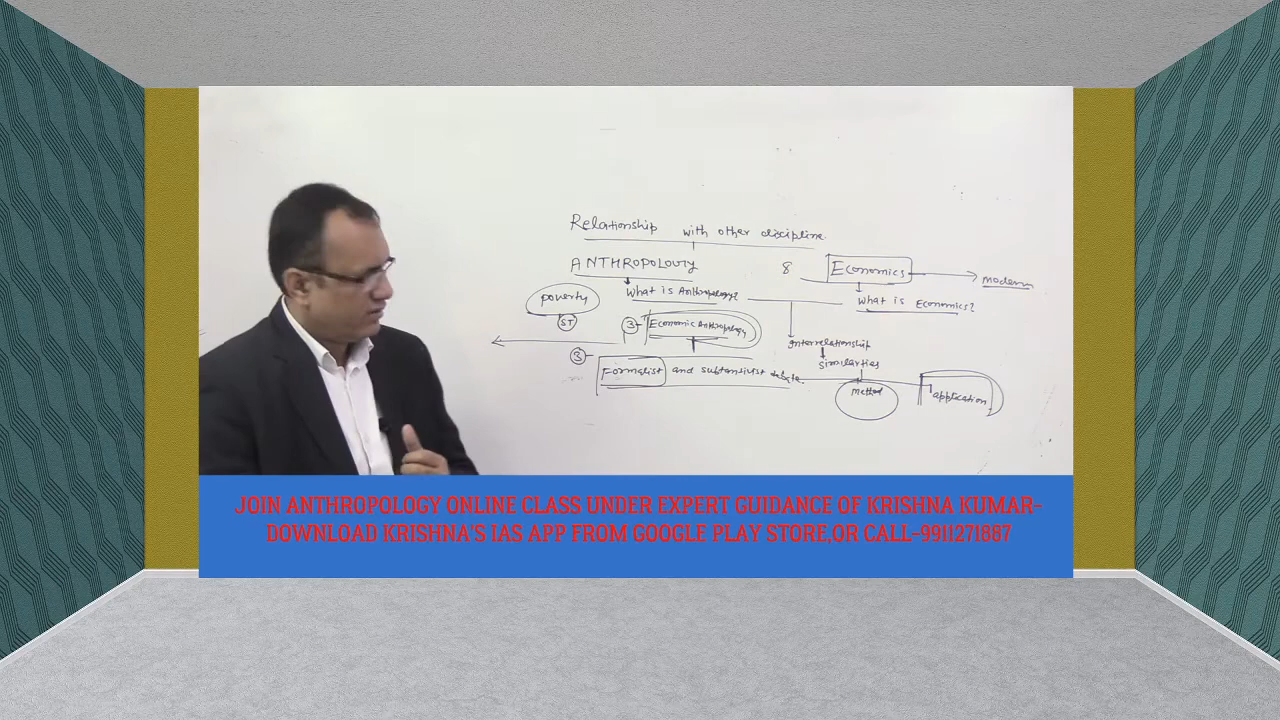 Relationship with other discipline
ANTHROPOLOGY & Economics → modern
What is Anthropology? What is Economics?
poverty
ST
3 Economic Anthropology
Interrelationship
similarities
3 Formalist and subtansivist debate
method
application
JOIN ANTHROPOLOGY ONLINE CLASS UNDER EXPERT GUIDANCE OF KRISHNA KUMAR-
DOWNLOAD KRISHNA'S IAS APP FROM GOOGLE PLAY STORE,OR CALL-9911271887